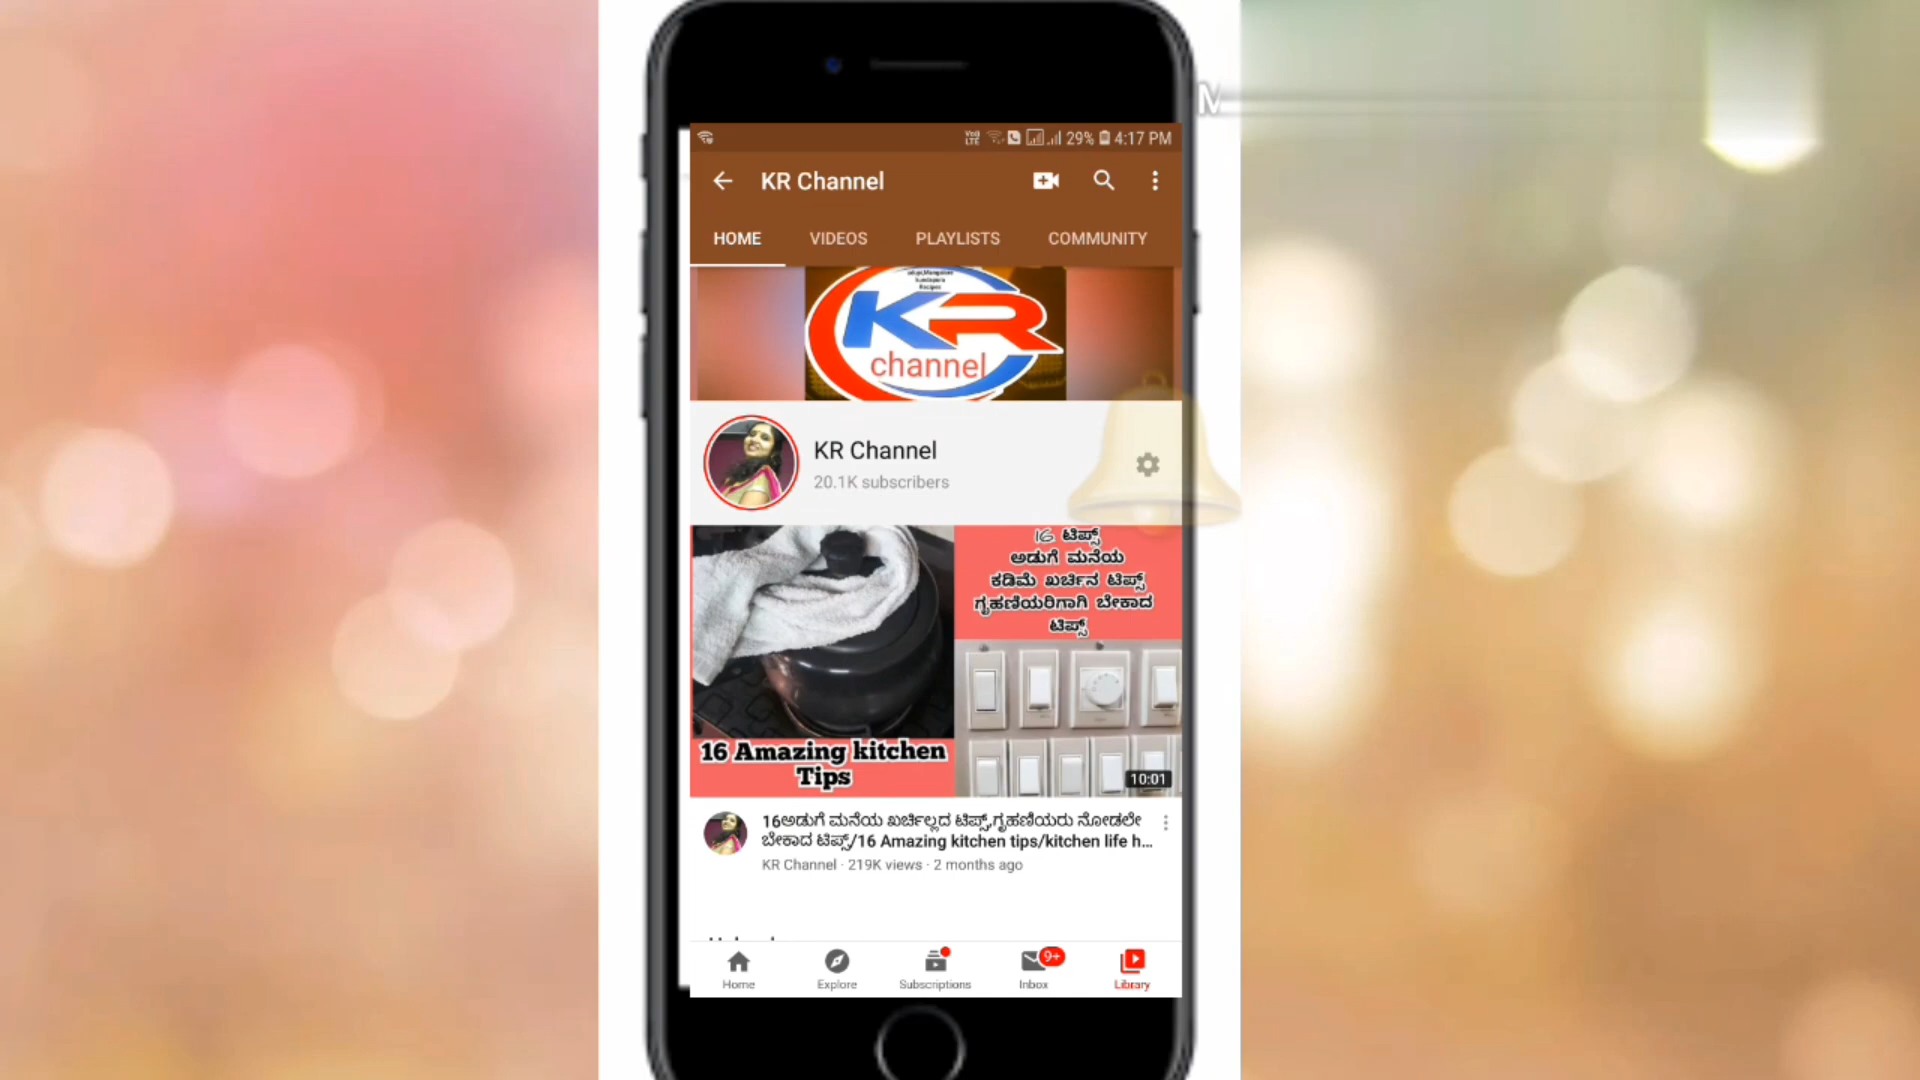 M
VoLTE 29% 4:17 PM
KR Channel
HOME VIDEOS PLAYLISTS COMMUNITY
Recipes
KR
channel
KR Channel
20.1K subscribers
16 ಟಿಪ್ಸ್
ಅಡುಗೆ ಮನೆಯ
ಕಡಿಮೆ ಖರ್ಚಿನ ಟಿಪ್ಸ್
ಗೃಹಣಿಯರಿಗಾಗಿ ಬೇಕಾದ
ಟಿಪ್ಸ್
16 Amazing kitchen
Tips
10:01
16ಅಡುಗೆ ಮನೆಯ ಖರ್ಚಿಲ್ಲದ ಟಿಪ್ಸ್,ಗೃಹಣಿಯರು ನೋಡಲೇ
ಬೇಕಾದ ಟಿಪ್ಸ್/16 Amazing kitchen tips/kitchen life h...
KR Channel · 219K views · 2 months ago
9+
Home Explore Subscriptions Inbox Library